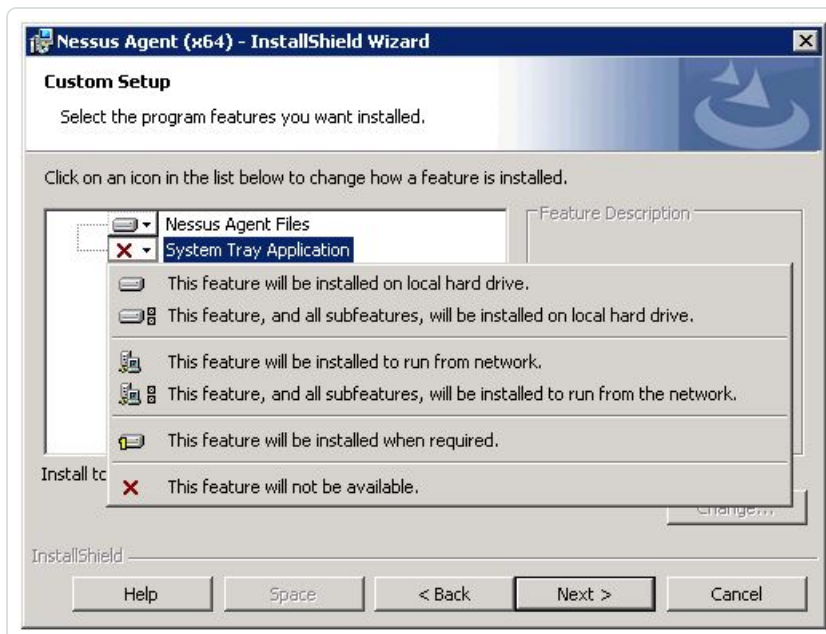 Nessus Agent (x64) - InstallShield Wizard
Custom Setup
Select the program features you want installed.
Click on an icon in the list below to change how a feature is installed.
Nessus Agent Files
Feature Description
System Tray Application
This feature will be installed on local hard drive.
This feature, and all subfeatures, will be installed on local hard drive.
This feature will be installed to run from network.
This feature, and all subfeatures, will be installed to run from the network.
This feature will be installed when required.
This feature will not be available.
Install to
Change...
InstallShield
Help Space < Back Next > Cancel